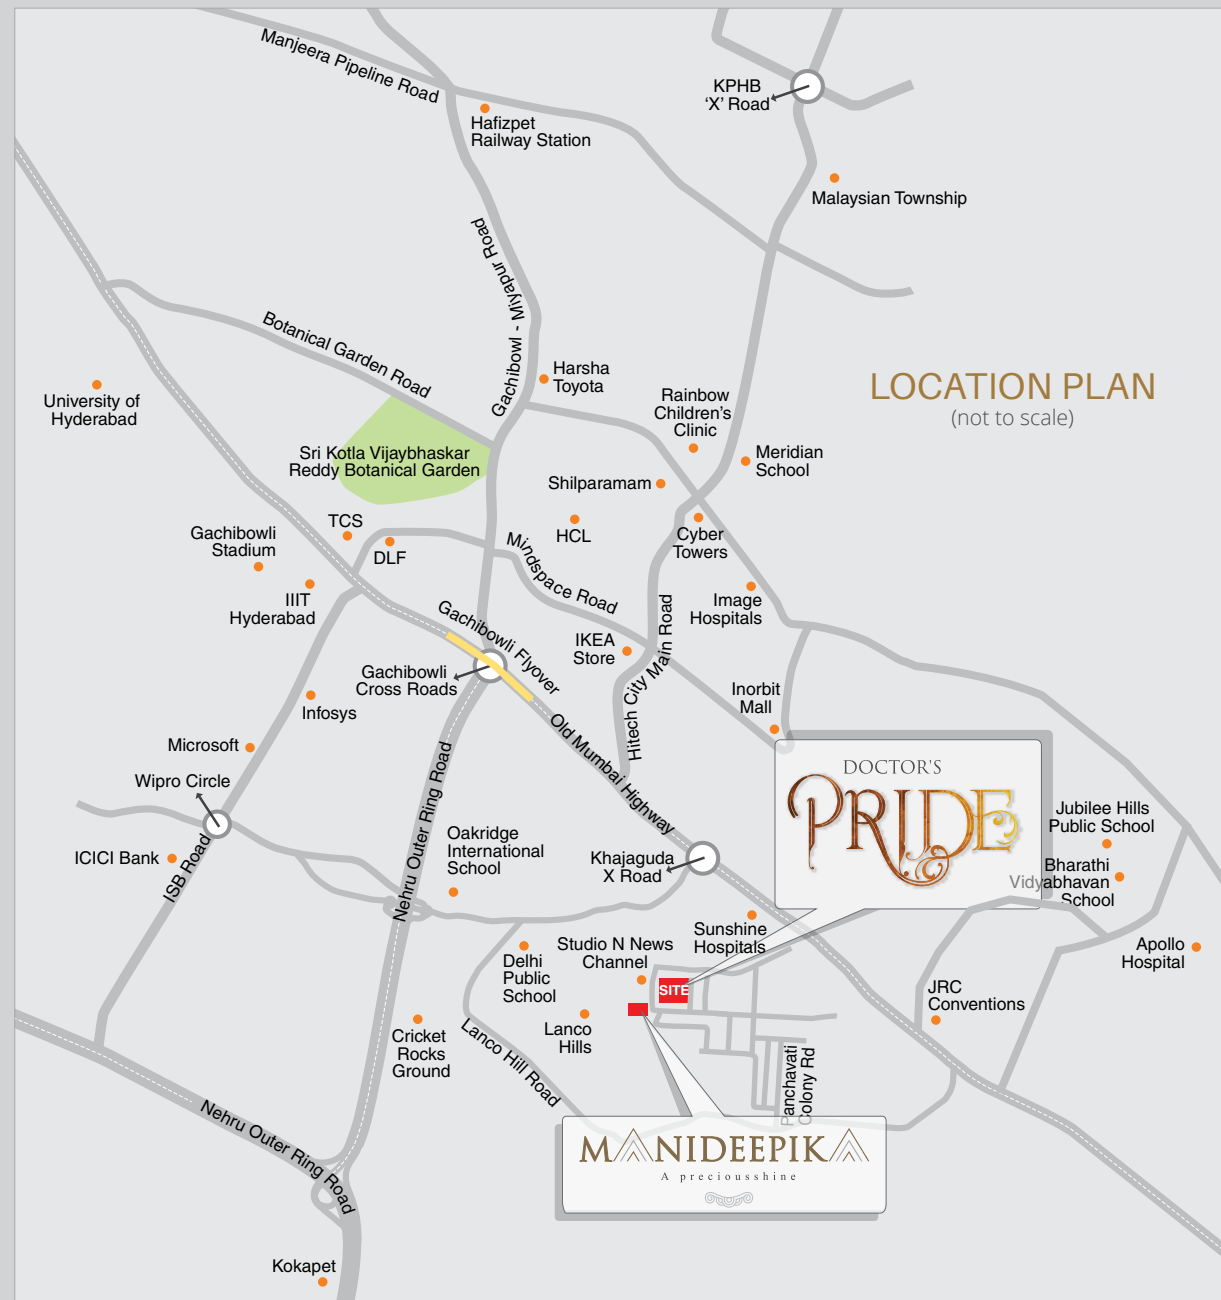 Manjeera Pipeline Road
KPHB
'X' Road
Hafizpet
Railway Station
Malaysian Township
Gachibowl - Miyapur Road
Botanical Garden Road
Harsha
Toyota
LOCATION PLAN
(not to scale)
University of
Hyderabad
Rainbow
Children's
Clinic
Sri Kotla Vijaybhaskar
Reddy Botanical Garden
Meridian
School
Shilparamam
TCS
Gachibowli
Stadium
DLF
HCL
Cyber
Towers
Mindspace Road
IIIT
Hyderabad
Image
Hospitals
Gachibowli Flyover
IKEA
Store
Hitech City Main Road
Gachibowli
Cross Roads
Infosys
Inorbit
Mall
Old Mumbai Highway
Microsoft
Wipro Circle
DOCTOR'S
PRIDE
Nehru Outer Ring Road
Jubilee Hills
Public School
Oakridge
International
School
ICICI Bank
ISB Road
Khajaguda
X Road
Bharathi
Vidyabhavan
School
Sunshine
Hospitals
Studio N News
Channel
Apollo
Hospital
Delhi
Public
School
SITE
JRC
Conventions
Lanco
Hills
Cricket
Rocks
Ground
Lanco Hill Road
Panchavati
Colony Rd
Nehru Outer Ring Road
MANIDEEPIKA
A preciousshine
Kokapet